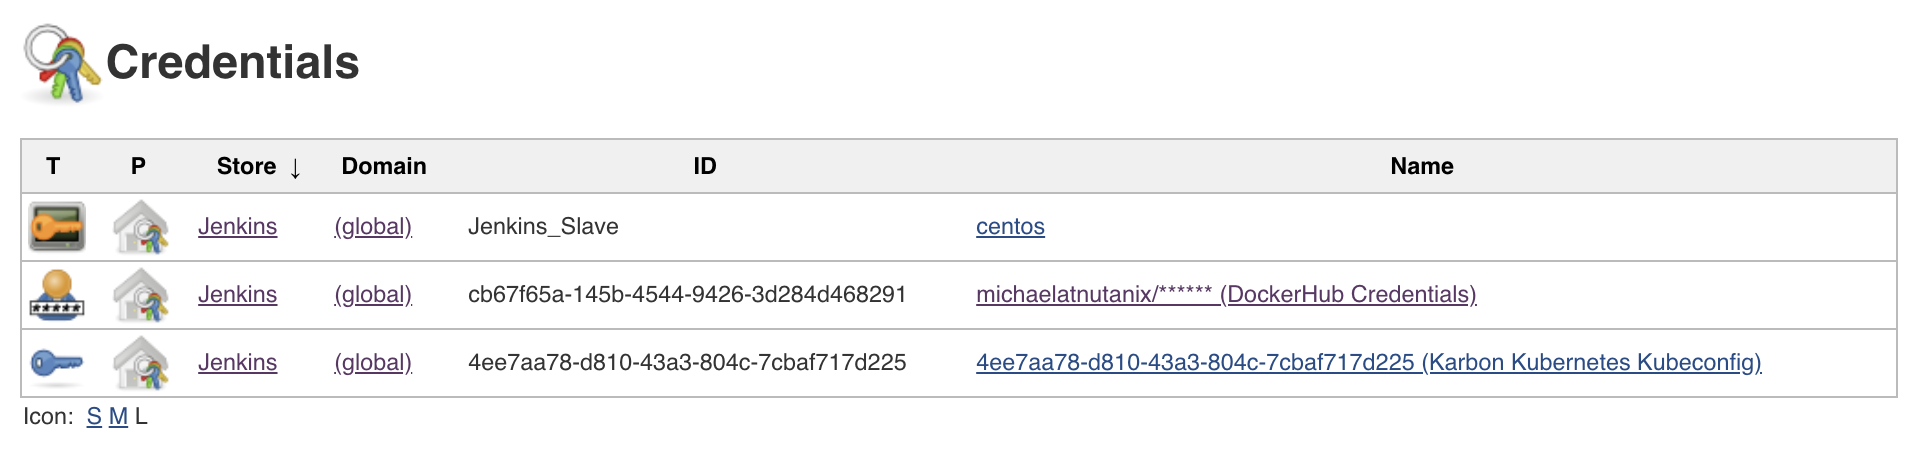 Credentials
T P Store ↓ Domain ID Name
Jenkins (global) Jenkins_Slave centos
***** Jenkins (global) cb67f65a-145b-4544-9426-3d284d468291 michaelatnutanix/****** (DockerHub Credentials)
Jenkins (global) 4ee7aa78-d810-43a3-804c-7cbaf717d225 4ee7aa78-d810-43a3-804c-7cbaf717d225 (Karbon Kubernetes Kubeconfig)
Icon: S M L